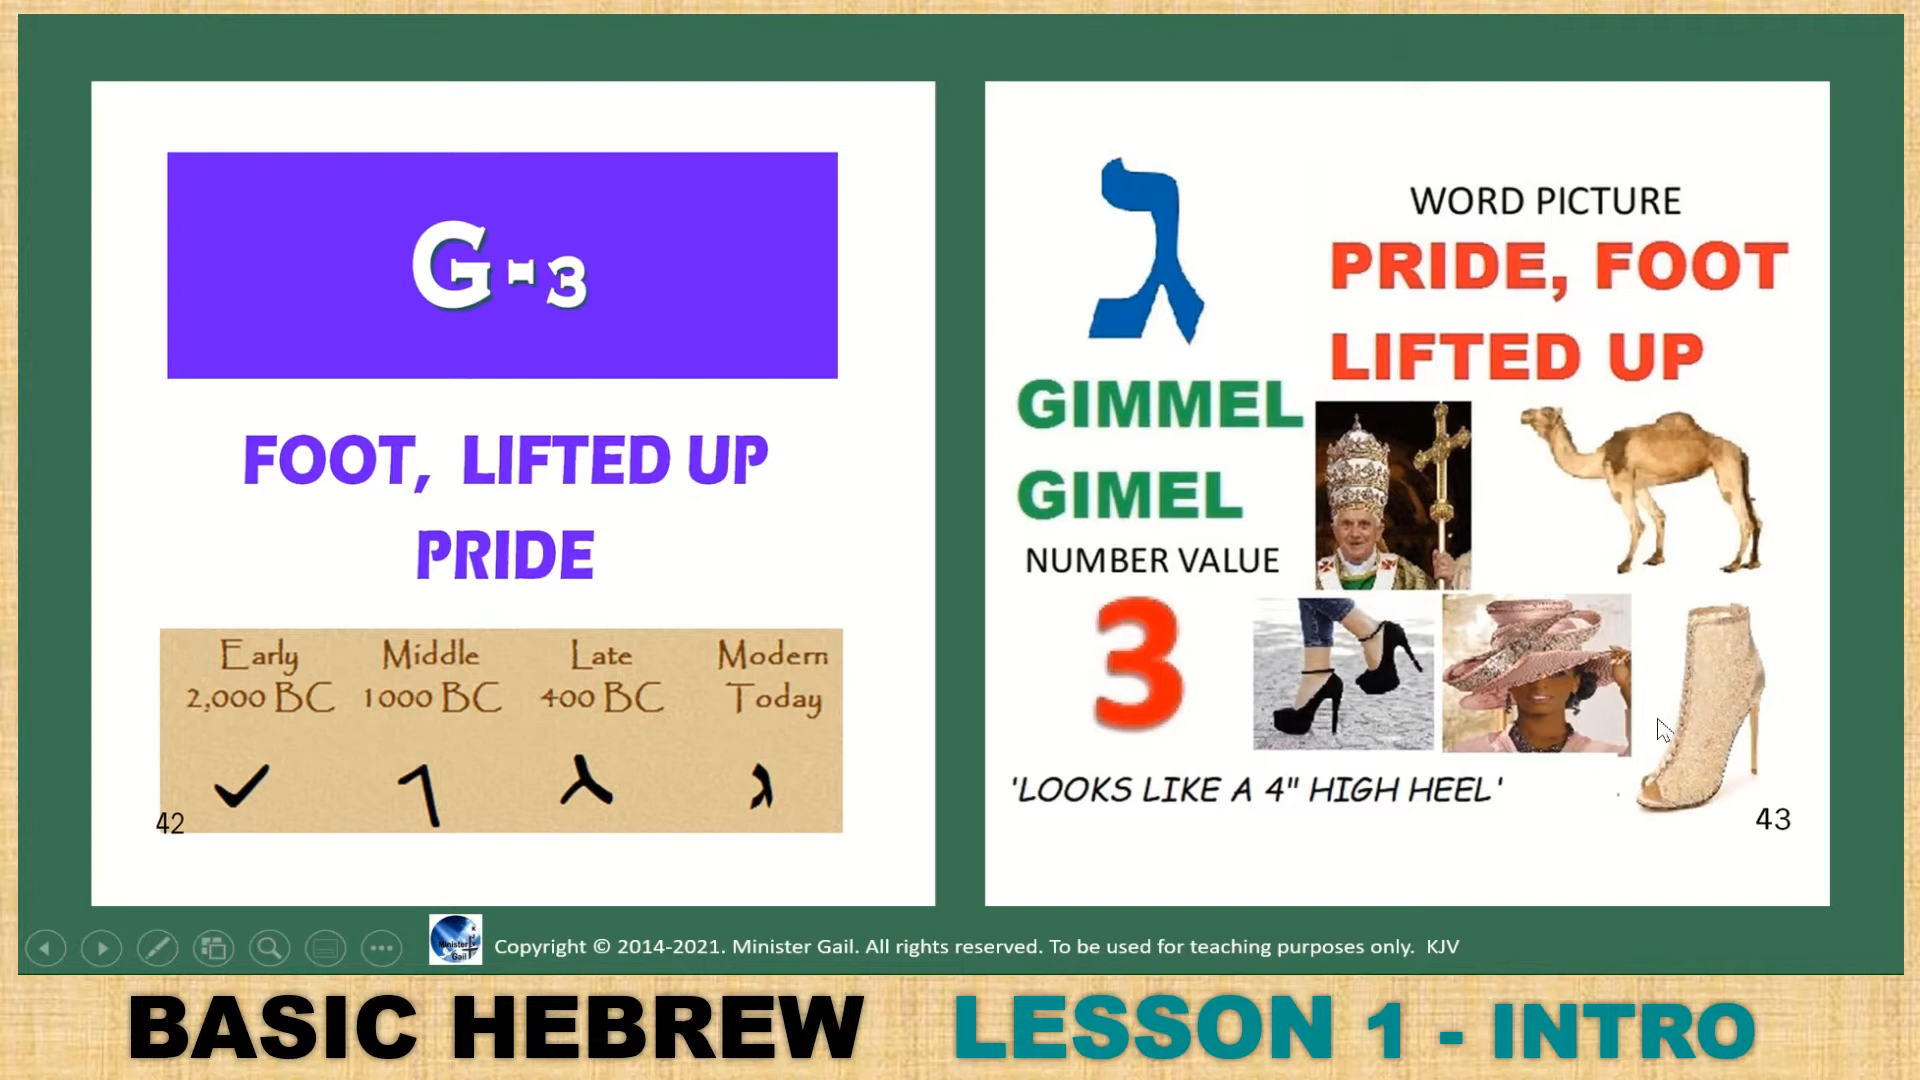 G-3
FOOT, LIFTED UP
PRIDE
Early Middle Late Modern
2,000 BC 1000 BC 400 BC Today
42
ג
WORD PICTURE
PRIDE, FOOT
LIFTED UP
GIMMEL
GIMEL
NUMBER VALUE
3
'LOOKS LIKE A 4" HIGH HEEL'
43
Minister
Gail
Copyright © 2014-2021. Minister Gail. All rights reserved. To be used for teaching purposes only. KJV
BASIC HEBREW LESSON 1 - INTRO